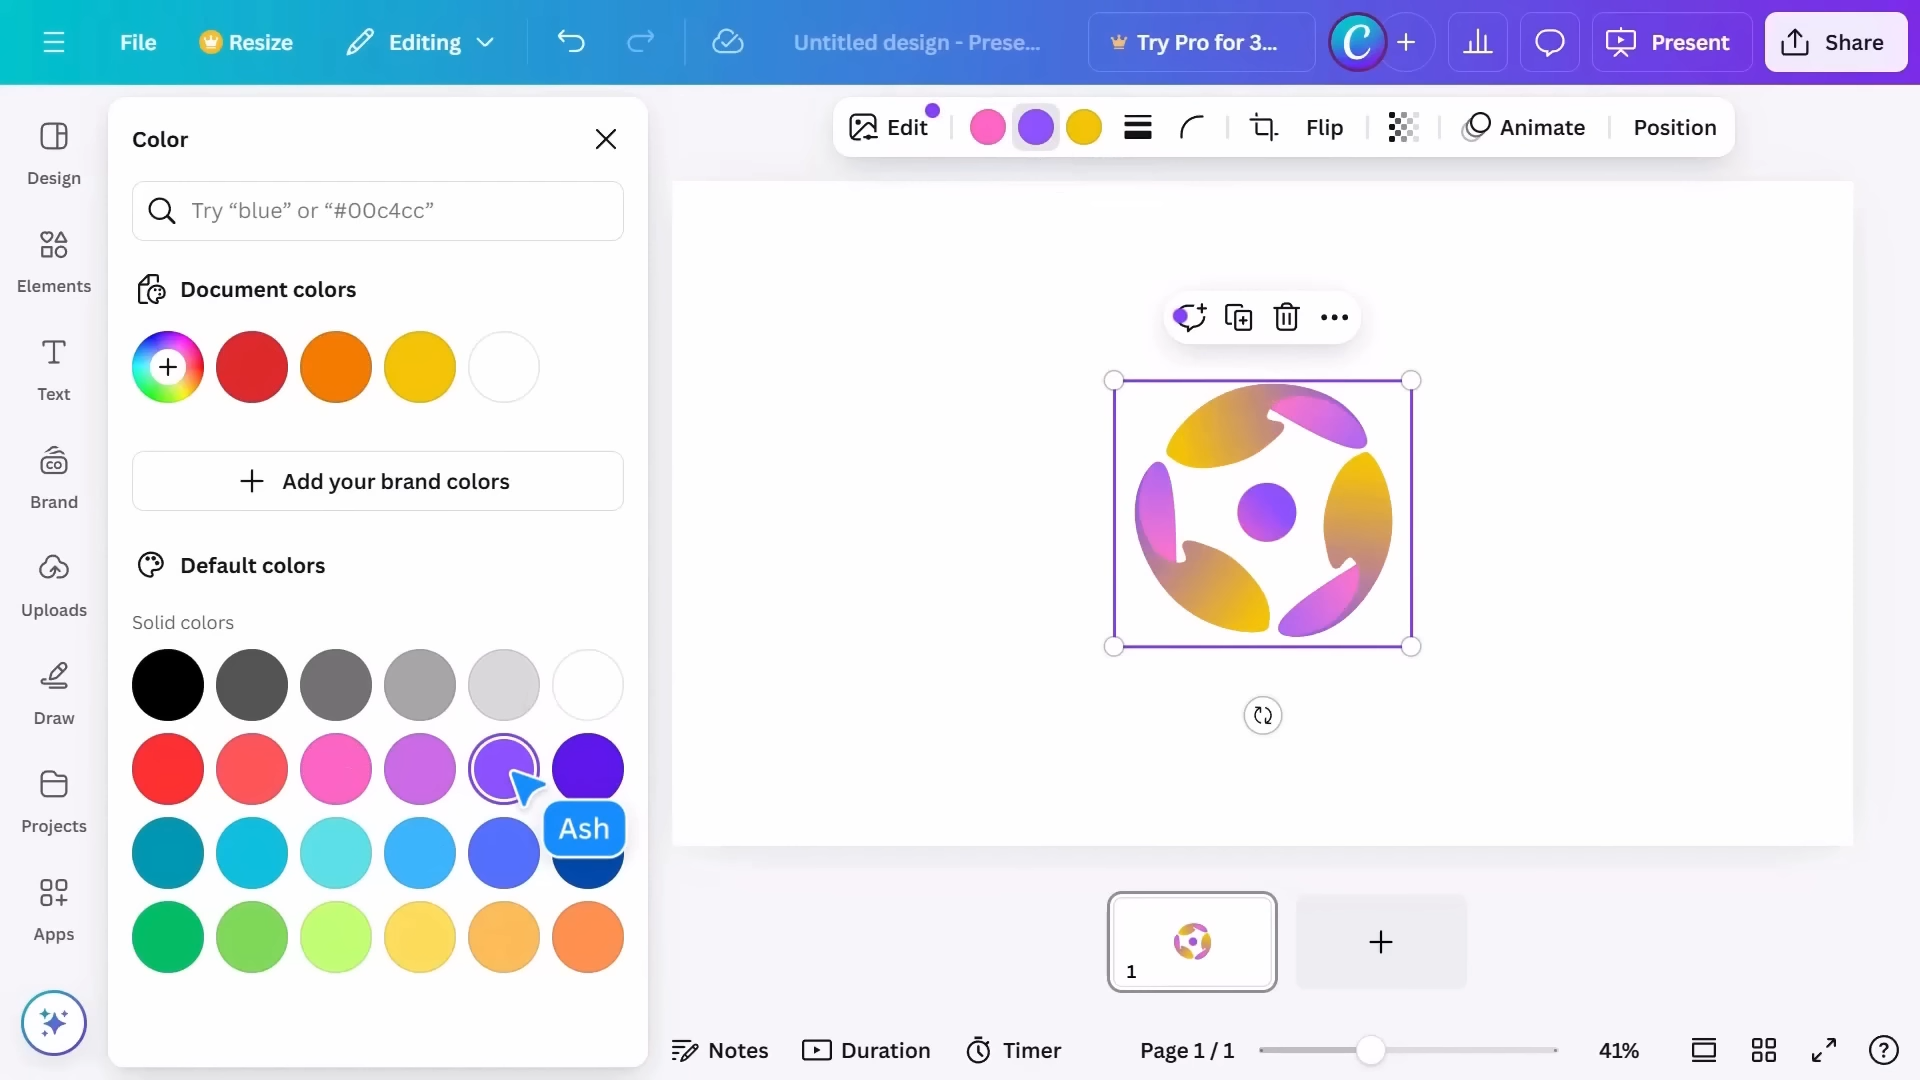 File
Resize
Editing
Untitled design - Prese...
Try Pro for 3...
Present
Share
Design
Elements
Text
Brand
Uploads
Draw
Projects
Apps
Color
Try “blue” or “#00c4cc”
Document colors
Add your brand colors
Default colors
Solid colors
Ash
Edit
Flip
Animate
Position
1
Notes
Duration
Timer
Page 1 / 1
41%